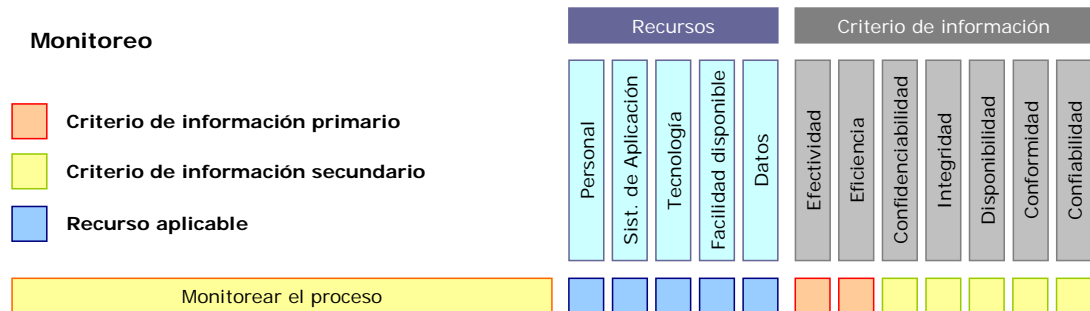 Monitoreo
Recursos
Criterio de información
Criterio de información primario
Criterio de información secundario
Recurso aplicable
Personal
Sist. de Aplicación
Tecnología
Facilidad disponible
Datos
Efectividad
Eficiencia
Confidenciabilidad
Integridad
Disponibilidad
Conformidad
Confiabilidad
Monitorear el proceso